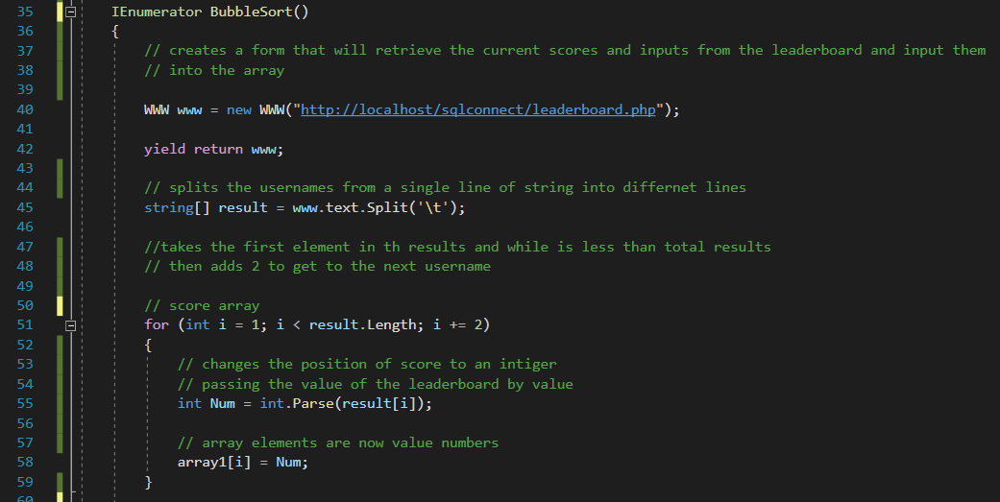 35 IEnumerator BubbleSort()
36 {
37 // creates a form that will retrieve the current scores and inputs from the leaderboard and input them
38 // into the array
39
40 WWW www = new WWW("http://localhost/sqlconnect/leaderboard.php");
41
42 yield return www;
43
44 // splits the usernames from a single line of string into differnet lines
45 string[] result = www.text.Split('\t');
46
47 //takes the first element in th results and while is less than total results
48 // then adds 2 to get to the next username
49
50 // score array
51 for (int i = 1; i < result.Length; i += 2)
52 {
53 // changes the position of score to an intiger
54 // passing the value of the leaderboard by value
55 int Num = int.Parse(result[i]);
56
57 // array elements are now value numbers
58 array1[i] = Num;
59 }
60